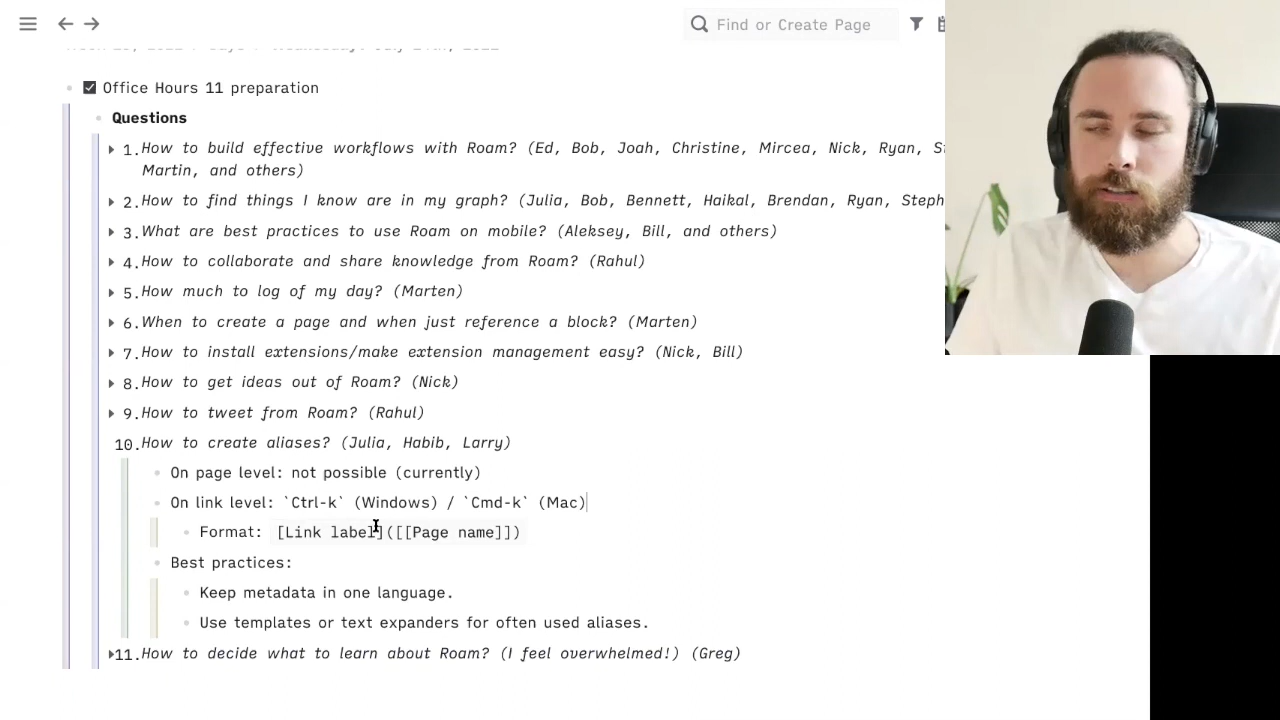 Find or Create Page
Office Hours 11 preparation
Questions
1. How to build effective workflows with Roam? (Ed, Bob, Joah, Christine, Mircea, Nick, Ryan,
Martin, and others)
2. How to find things I know are in my graph? (Julia, Bob, Bennett, Haikal, Brendan, Ryan, Steph
3. What are best practices to use Roam on mobile? (Aleksey, Bill, and others)
4. How to collaborate and share knowledge from Roam? (Rahul)
5. How much to log of my day? (Marten)
6. When to create a page and when just reference a block? (Marten)
7. How to install extensions/make extension management easy? (Nick, Bill)
8. How to get ideas out of Roam? (Nick)
9. How to tweet from Roam? (Rahul)
10. How to create aliases? (Julia, Habib, Larry)
On page level: not possible (currently)
On link level: `Ctrl-k` (Windows) / `Cmd-k` (Mac)
Format: [Link label]([[Page name]])
Best practices:
Keep metadata in one language.
Use templates or text expanders for often used aliases.
11. How to decide what to learn about Roam? (I feel overwhelmed!) (Greg)